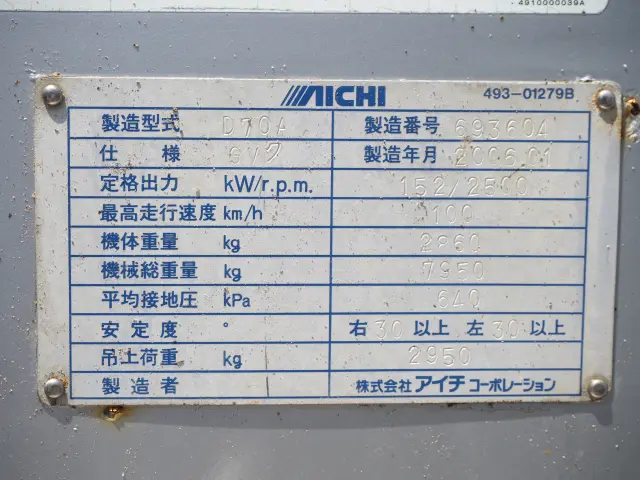 4910000039A
AICHI 493-01279B
製造型式 D70A 製造番号 693604
仕様 製造年月 2006.01
定格出力 kW/r.p.m. 152/2500
最高走行速度 km/h 100
機体重量 kg 2860
機械総重量 kg 7950
平均接地圧 kPa 640
安定度 ° 右30以上 左30以上
吊上荷重 kg 2950
製造者 株式会社アイチコーポレーション